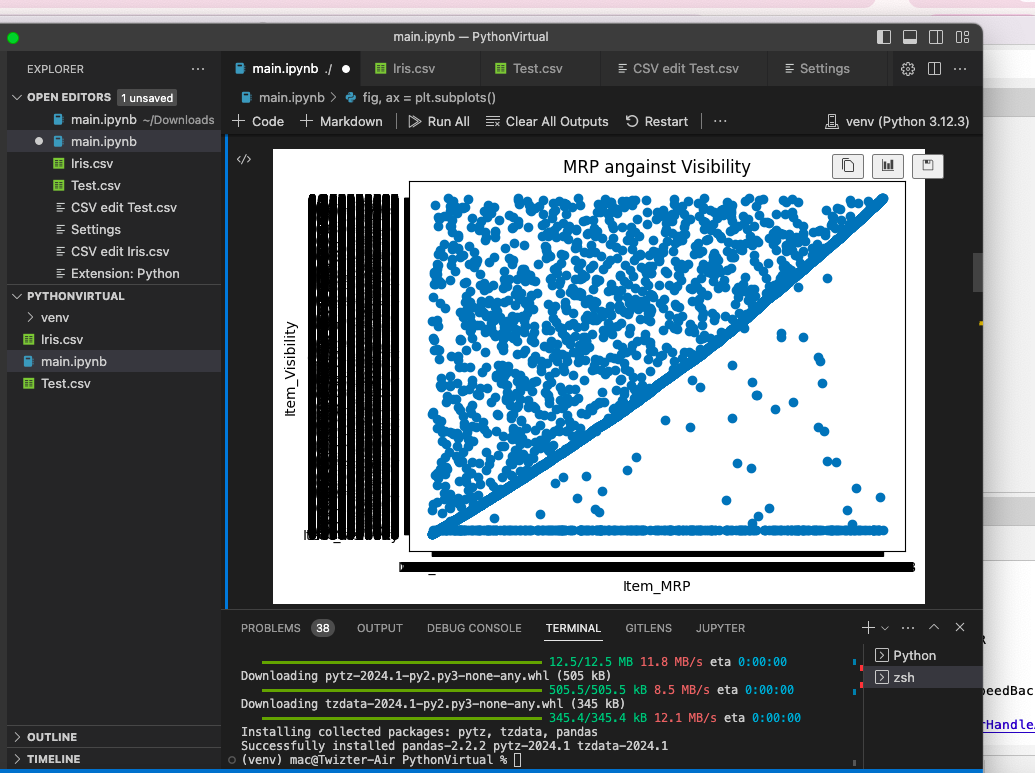 main.ipynb — PythonVirtual
EXPLORER
main.ipynb ./
Iris.csv
Test.csv
CSV edit Test.csv
Settings
OPEN EDITORS 1 unsaved
main.ipynb > fig, ax = plt.subplots()
main.ipynb ~/Downloads
Code
Markdown
Run All
Clear All Outputs
Restart
venv (Python 3.12.3)
main.ipynb
Iris.csv
Test.csv
CSV edit Test.csv
Settings
CSV edit Iris.csv
Extension: Python
PYTHONVIRTUAL
venv
Iris.csv
main.ipynb
Test.csv
MRP angainst Visibility
Item_Visibility
Item_MRP
PROBLEMS 38 OUTPUT DEBUG CONSOLE TERMINAL GITLENS JUPYTER
12.5/12.5 MB 11.8 MB/s eta 0:00:00
Downloading pytz-2024.1-py2.py3-none-any.whl (505 kB)
505.5/505.5 kB 8.5 MB/s eta 0:00:00
Downloading tzdata-2024.1-py2.py3-none-any.whl (345 kB)
345.4/345.4 kB 12.1 MB/s eta 0:00:00
Installing collected packages: pytz, tzdata, pandas
Successfully installed pandas-2.2.2 pytz-2024.1 tzdata-2024.1
(venv) mac@Twizter-Air PythonVirtual %
Python
zsh
OUTLINE
TIMELINE